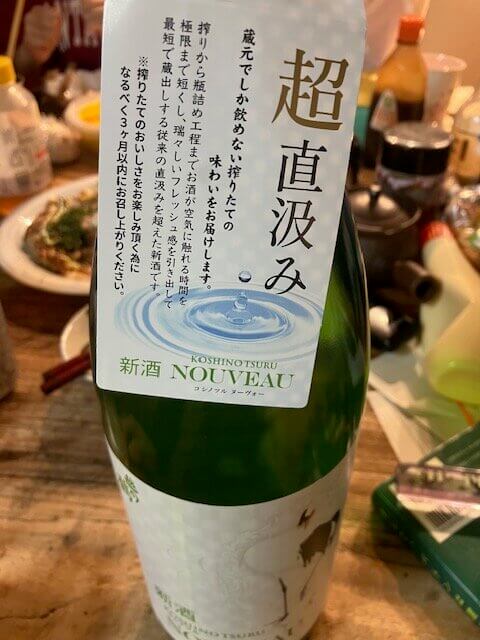 超直汲み
蔵元でしか飲めない搾りたての
味わいをお届けします。
搾りから瓶詰め工程までお酒が空気に触れる時間を
極限まで短くし、瑞々しいフレッシュ感を引き出して
最短で蔵出しする従来の直汲みを超えた新酒です。
※搾りたてのおいしさをお楽しみ頂く為に
なるべく3ヶ月以内にお召し上がりください。
KOSHINOTSURU
新酒 NOUVEAU
コシノツル ヌーヴォー
新酒
KOSHINOTSURU